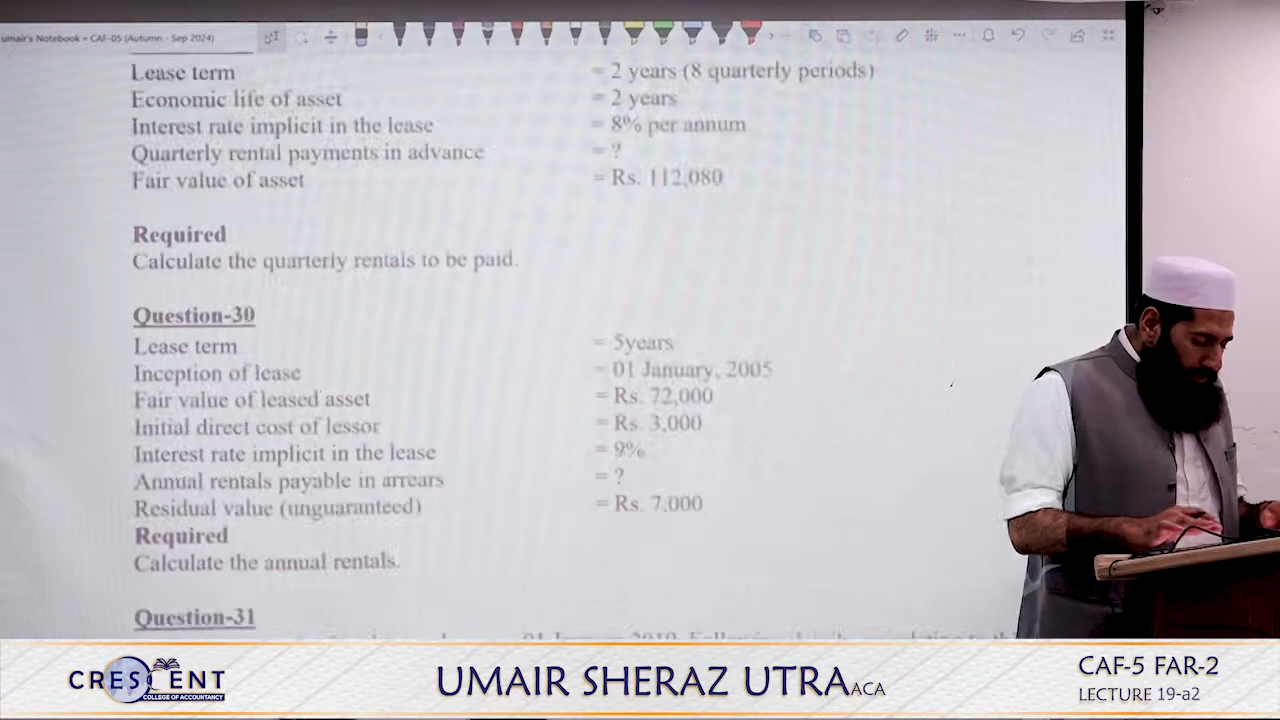 umair's Notebook » CAF-05 (Autumn - Sep 2024)
Lease term = 2 years (8 quarterly periods)
Economic life of asset = 2 years
Interest rate implicit in the lease = 8% per annum
Quarterly rental payments in advance = ?
Fair value of asset = Rs. 112,080
Required
Calculate the quarterly rentals to be paid.
Question-30
Lease term = 5years
Inception of lease = 01 January, 2005
Fair value of leased asset = Rs. 72,000
Initial direct cost of lessor = Rs. 3,000
Interest rate implicit in the lease = 9%
Annual rentals payable in arrears = ?
Residual value (unguaranteed) = Rs. 7,000
Required
Calculate the annual rentals.
Question-31
CRESCENT
COLLEGE OF ACCOUNTANCY
UMAIR SHERAZ UTRA ACA
CAF-5 FAR-2
LECTURE 19-a2